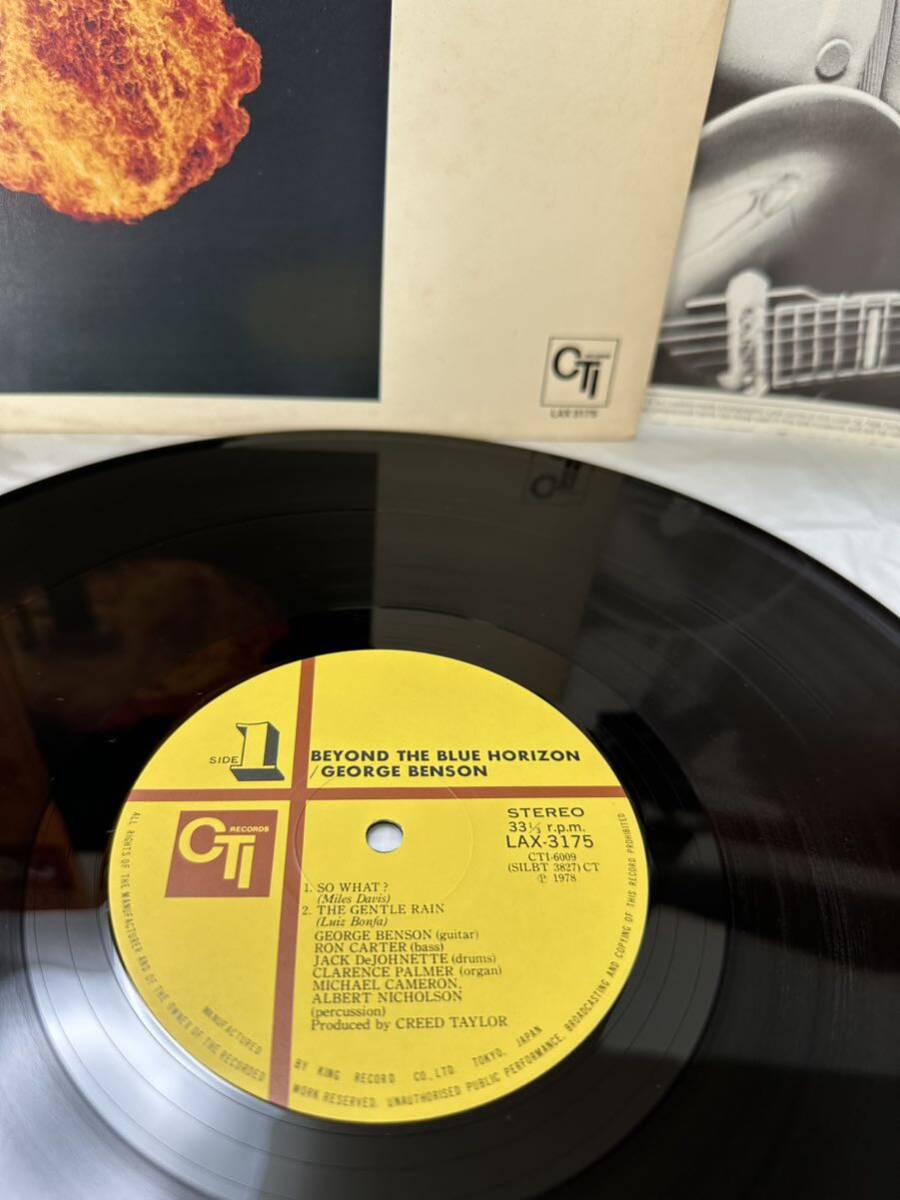 CTI
RECORDS
LAX 3175
SIDE 1
BEYOND THE BLUE HORIZON
/GEORGE BENSON
CTI
RECORDS
STEREO
33⅓ r.p.m.
LAX-3175
CTI-6009
(SILBT 3827) CT
Ⓟ 1978
1. SO WHAT?
(Miles Davis)
2. THE GENTLE RAIN
(Luiz Bonfa)
GEORGE BENSON (guitar)
RON CARTER (bass)
JACK DeJOHNETTE (drums)
CLARENCE PALMER (organ)
MICHAEL CAMERON,
ALBERT NICHOLSON
(percussion)
Produced by CREED TAYLOR
MANUFACTURED BY KING RECORD CO., LTD. TOKYO, JAPAN
ALL RIGHTS OF THE MANUFACTURER AND OF THE OWNER OF THE RECORDED WORK RESERVED. UNAUTHORISED PUBLIC PERFORMANCE, BROADCASTING AND COPYING OF THIS RECORD PROHIBITED